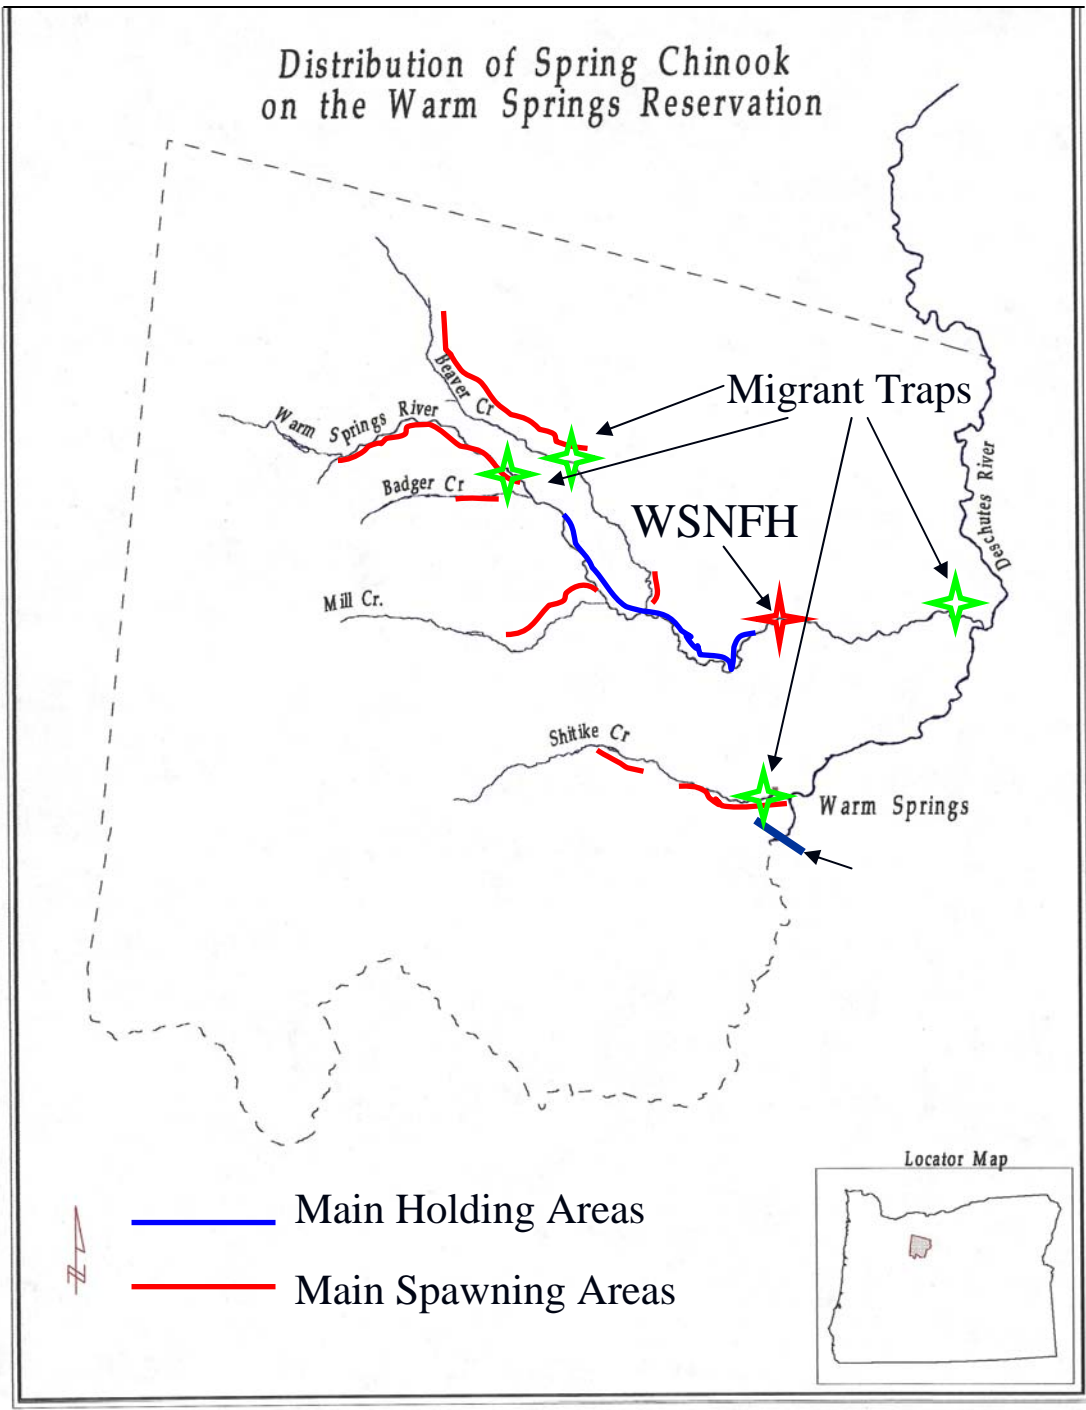 Distribution of Spring Chinook
on the Warm Springs Reservation
Beaver Cr
Migrant Traps
Warm Springs River
Badger Cr
Deschutes River
WSNFH
Mill Cr.
Shitike Cr
Warm Springs
Locator Map
Main Holding Areas
Main Spawning Areas
N